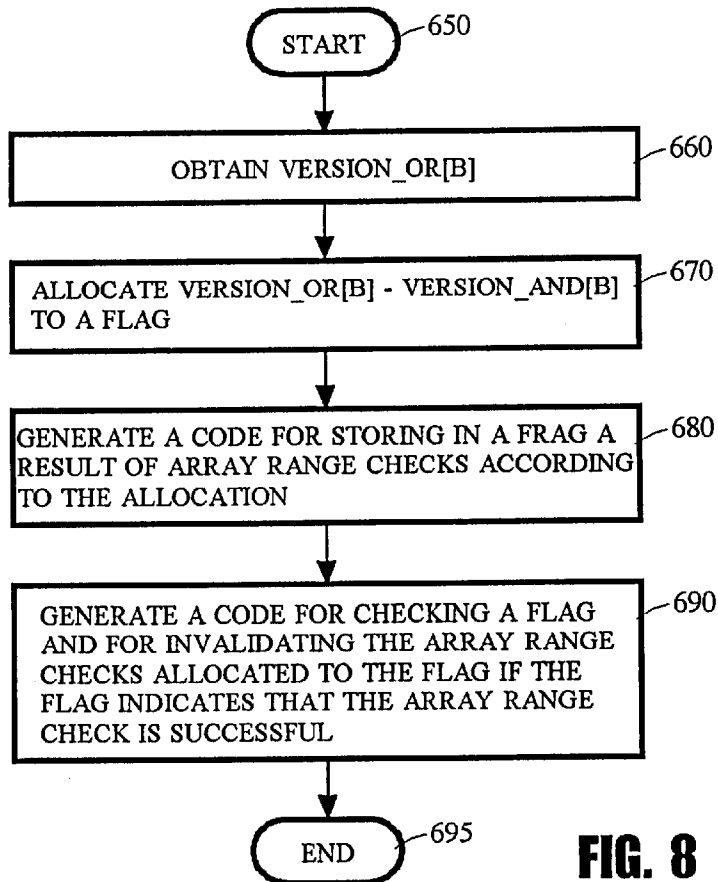 START
650
OBTAIN VERSION_OR[B]
660
ALLOCATE VERSION_OR[B] - VERSION_AND[B]
TO A FLAG
670
GENERATE A CODE FOR STORING IN A FRAG A
RESULT OF ARRAY RANGE CHECKS ACCORDING
TO THE ALLOCATION
680
GENERATE A CODE FOR CHECKING A FLAG
AND FOR INVALIDATING THE ARRAY RANGE
CHECKS ALLOCATED TO THE FLAG IF THE
FLAG INDICATES THAT THE ARRAY RANGE
CHECK IS SUCCESSFUL
690
END
695
FIG. 8